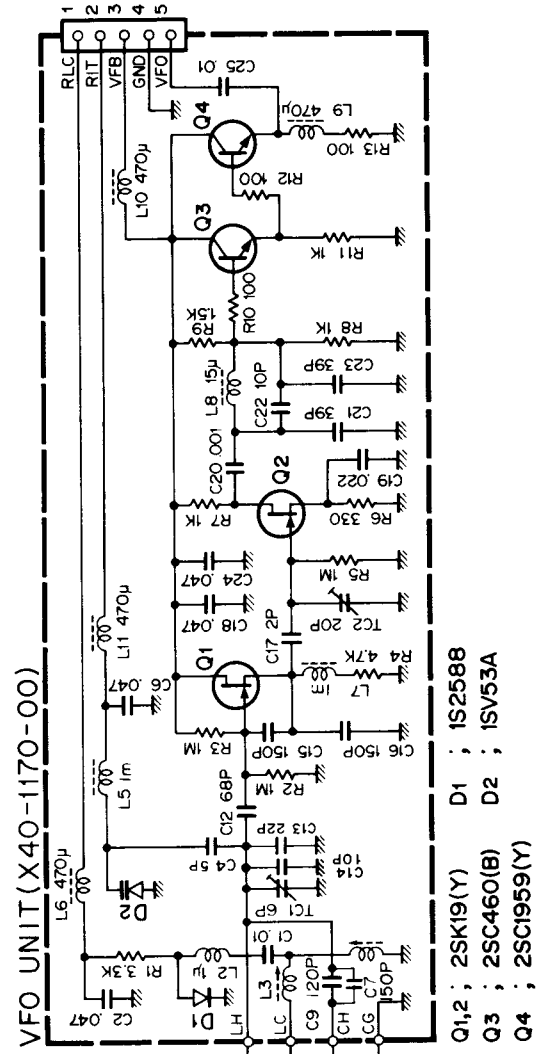 VFO UNIT(X40-1170-00)
RLC 1
RIT 2
VFB 3
GND 4
VFO 5
L6 470μ
L5 1m
L11 470μ
L10 470μ
C25 .01
Q4
L9 470μ
R13 100
R12 100
Q3
R11 1K
R10 100
R9 1.5K
R8 1K
L8 15μ
C22 10P
C23 39P
C21 39P
C20 .001
Q2
C19 .022
R7 1K
R6 330
C24 .047
C18 .047
R5 1M
TC2 20P
C17 2P
Q1
R4 4.7K
L7 1m
R3 1M
C15 150P
C16 150P
R2 1M
C12 68P
C6 .047
C4 5P
C13 22P
C14 10P
TC1 6P
D2
R1 3.3K
L2 1μ
C1 .01
C2 .047
D1
L3
C9 120P
C7 150P
LH
LC
CH
CG
Q1,2 ; 2SK19(Y)
Q3 ; 2SC460(B)
Q4 ; 2SC1959(Y)
D1 ; 1S2588
D2 ; 1SV53A